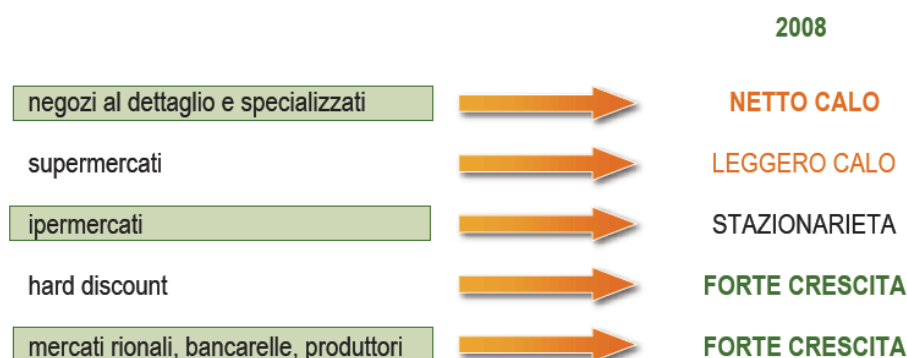 2008
negozi al dettaglio e specializzati NETTO CALO
supermercati LEGGERO CALO
ipermercati STAZIONARIETA
hard discount FORTE CRESCITA
mercati rionali, bancarelle, produttori FORTE CRESCITA